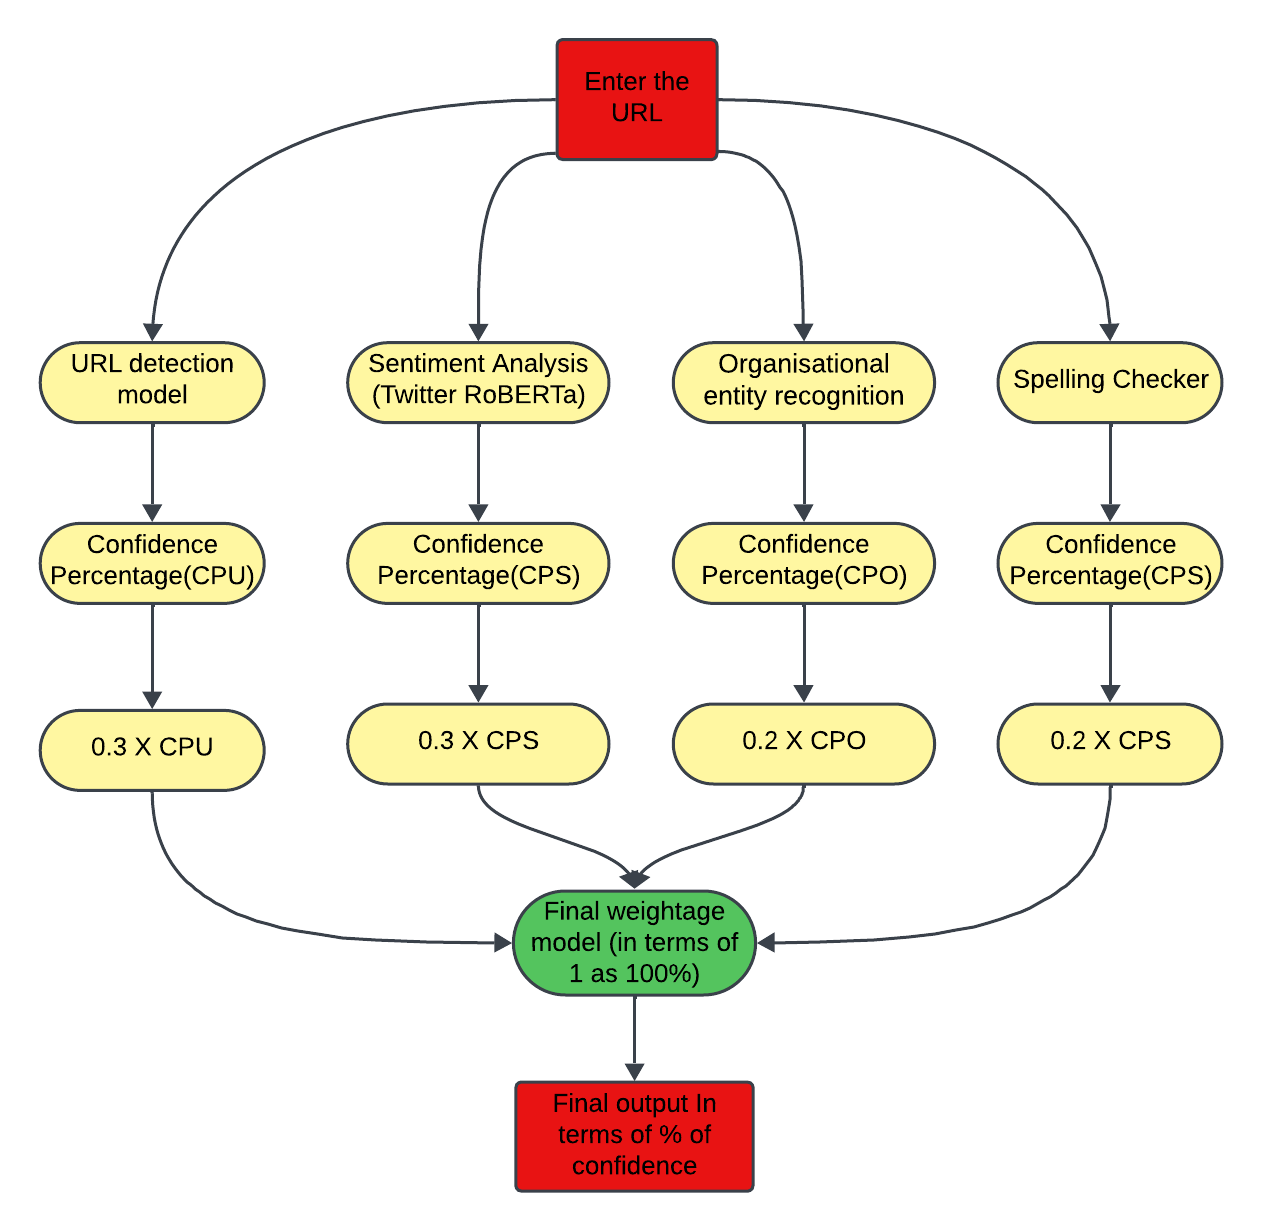 Enter the
URL
URL detection
model
Sentiment Analysis
(Twitter RoBERTa)
Organisational
entity recognition
Spelling Checker
Confidence
Percentage(CPU)
Confidence
Percentage(CPS)
Confidence
Percentage(CPO)
Confidence
Percentage(CPS)
0.3 X CPU
0.3 X CPS
0.2 X CPO
0.2 X CPS
Final weightage
model (in terms of
1 as 100%)
Final output In
terms of % of
confidence